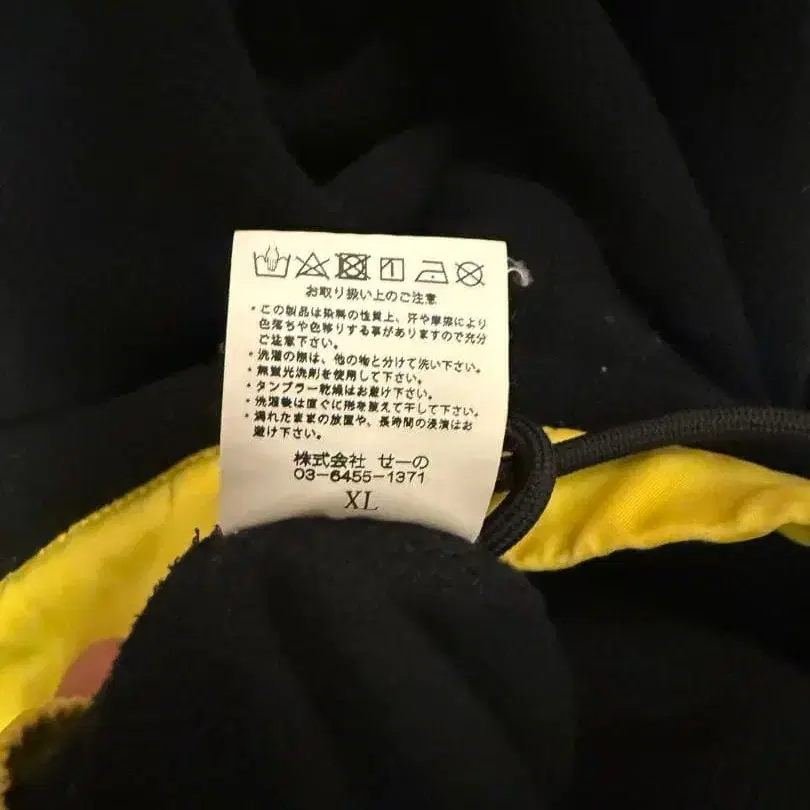 お取り扱い上のご注意
・この製品は染料の性質上、汗や摩擦により
色落ちや色移りする事がありますので充分
ご注意下さい。
・洗濯の際は、他の物と分けて洗い下さい。
・無蛍光洗剤を使用して下さい。
・タンブラー乾燥はお避け下さい。
・洗濯後は直ぐに形を整えて干して下さい。
・濡れたままの放置や、長時間の浸漬はお
避け下さい。
株式会社 せーの
03-6455-1371
XL